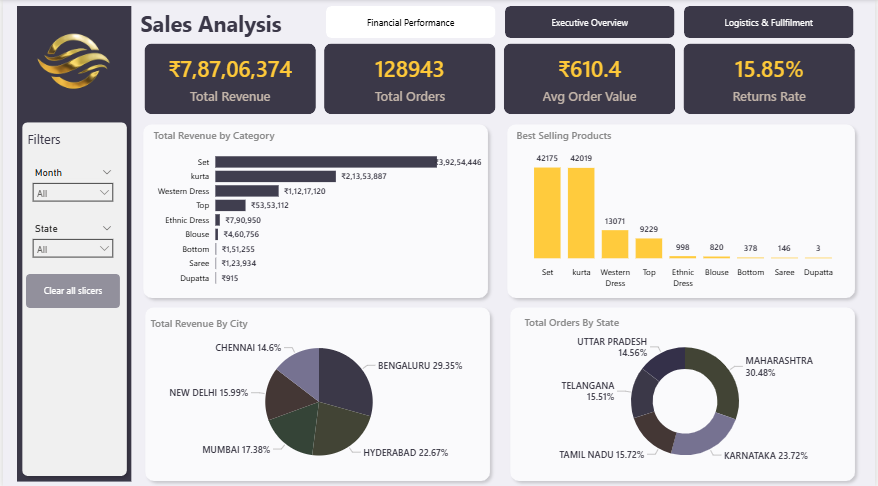 Sales Analysis
Financial Performance
Executive Overview
Logistics & Fullfilment
₹7,87,06,374
Total Revenue
128943
Total Orders
₹610.4
Avg Order Value
15.85%
Returns Rate
Filters
Month
All
State
All
Clear all slicers
Total Revenue by Category
Set ₹3,92,54,446
kurta ₹2,13,53,887
Western Dress ₹1,12,17,120
Top ₹53,53,112
Ethnic Dress ₹7,90,950
Blouse ₹4,60,756
Bottom ₹1,51,255
Saree ₹1,23,934
Dupatta ₹915
Best Selling Products
42175 42019 13071 9229 998 820 378 146 3
Set kurta Western Top Ethnic Blouse Bottom Saree Dupatta
Dress Dress
Total Revenue By City
CHENNAI 14.6%
BENGALURU 29.35%
NEW DELHI 15.99%
MUMBAI 17.38%
HYDERABAD 22.67%
Total Orders By State
UTTAR PRADESH
14.56%
MAHARASHTRA
30.48%
TELANGANA
15.51%
TAMIL NADU 15.72%
KARNATAKA 23.72%